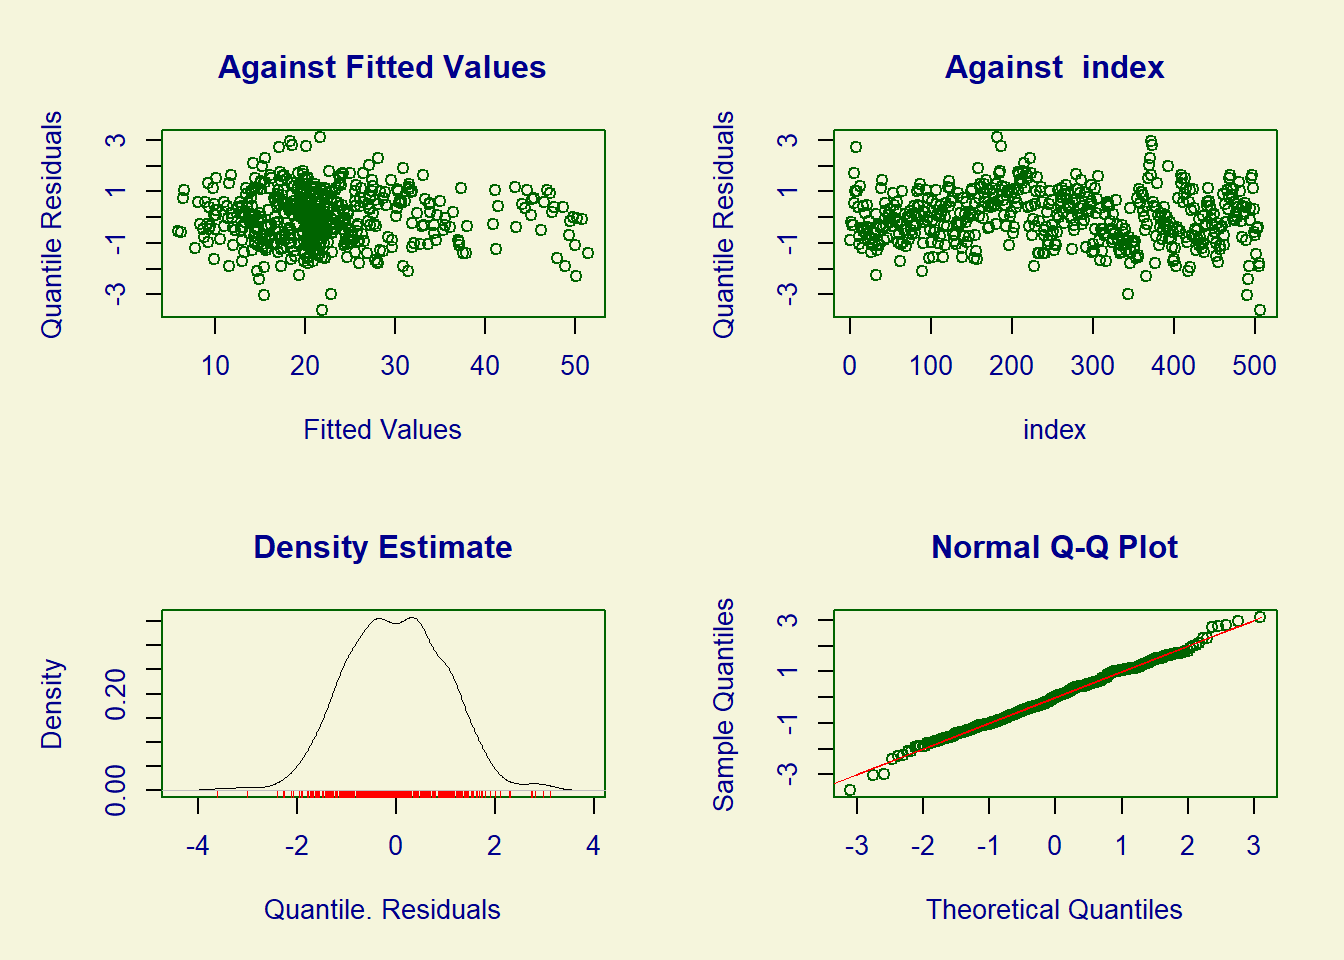 Against Fitted Values
Quantile Residuals
3
1
-1
-3
10 20 30 40 50
Fitted Values
Against  index
Quantile Residuals
3
1
-1
-3
0 100 200 300 400 500
index
Density Estimate
Density
0.20
0.00
-4 -2 0 2 4
Quantile. Residuals
Normal Q-Q Plot
Sample Quantiles
3
1
-1
-3
-3 -2 -1 0 1 2 3
Theoretical Quantiles